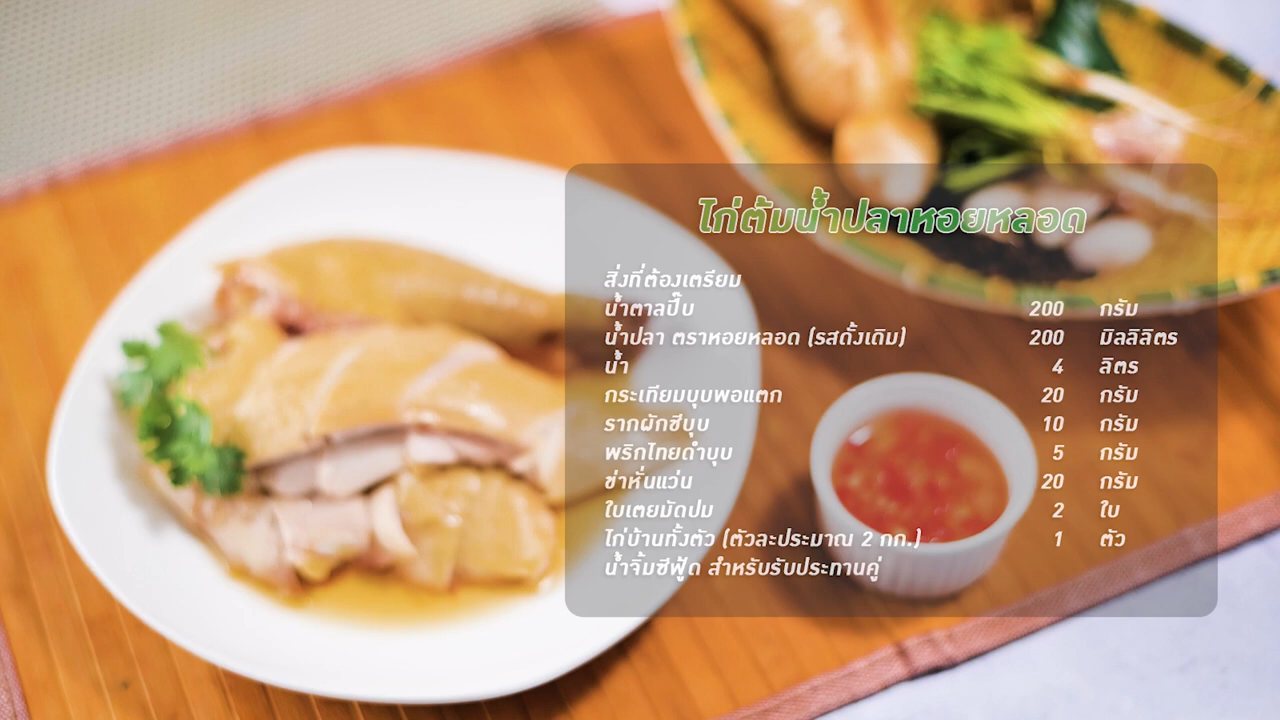 ไก่ต้มน้ำปลาหอยหลอด
สิ่งที่ต้องเตรียม
น้ำตาลปี๊บ 200 กรัม
น้ำปลา ตราหอยหลอด (รสดั้งเดิม) 200 มิลลิลิตร
น้ำ 4 ลิตร
กระเทียมบุบพอแตก 20 กรัม
รากผักชีบุบ 10 กรัม
พริกไทยดำบุบ 5 กรัม
ข่าหั่นแว่น 20 กรัม
ใบเตยมัดปม 2 ใบ
ไก่บ้านทั้งตัว (ตัวละประมาณ 2 กก.) 1 ตัว
น้ำจิ้มซีฟู้ด สำหรับรับประทานคู่